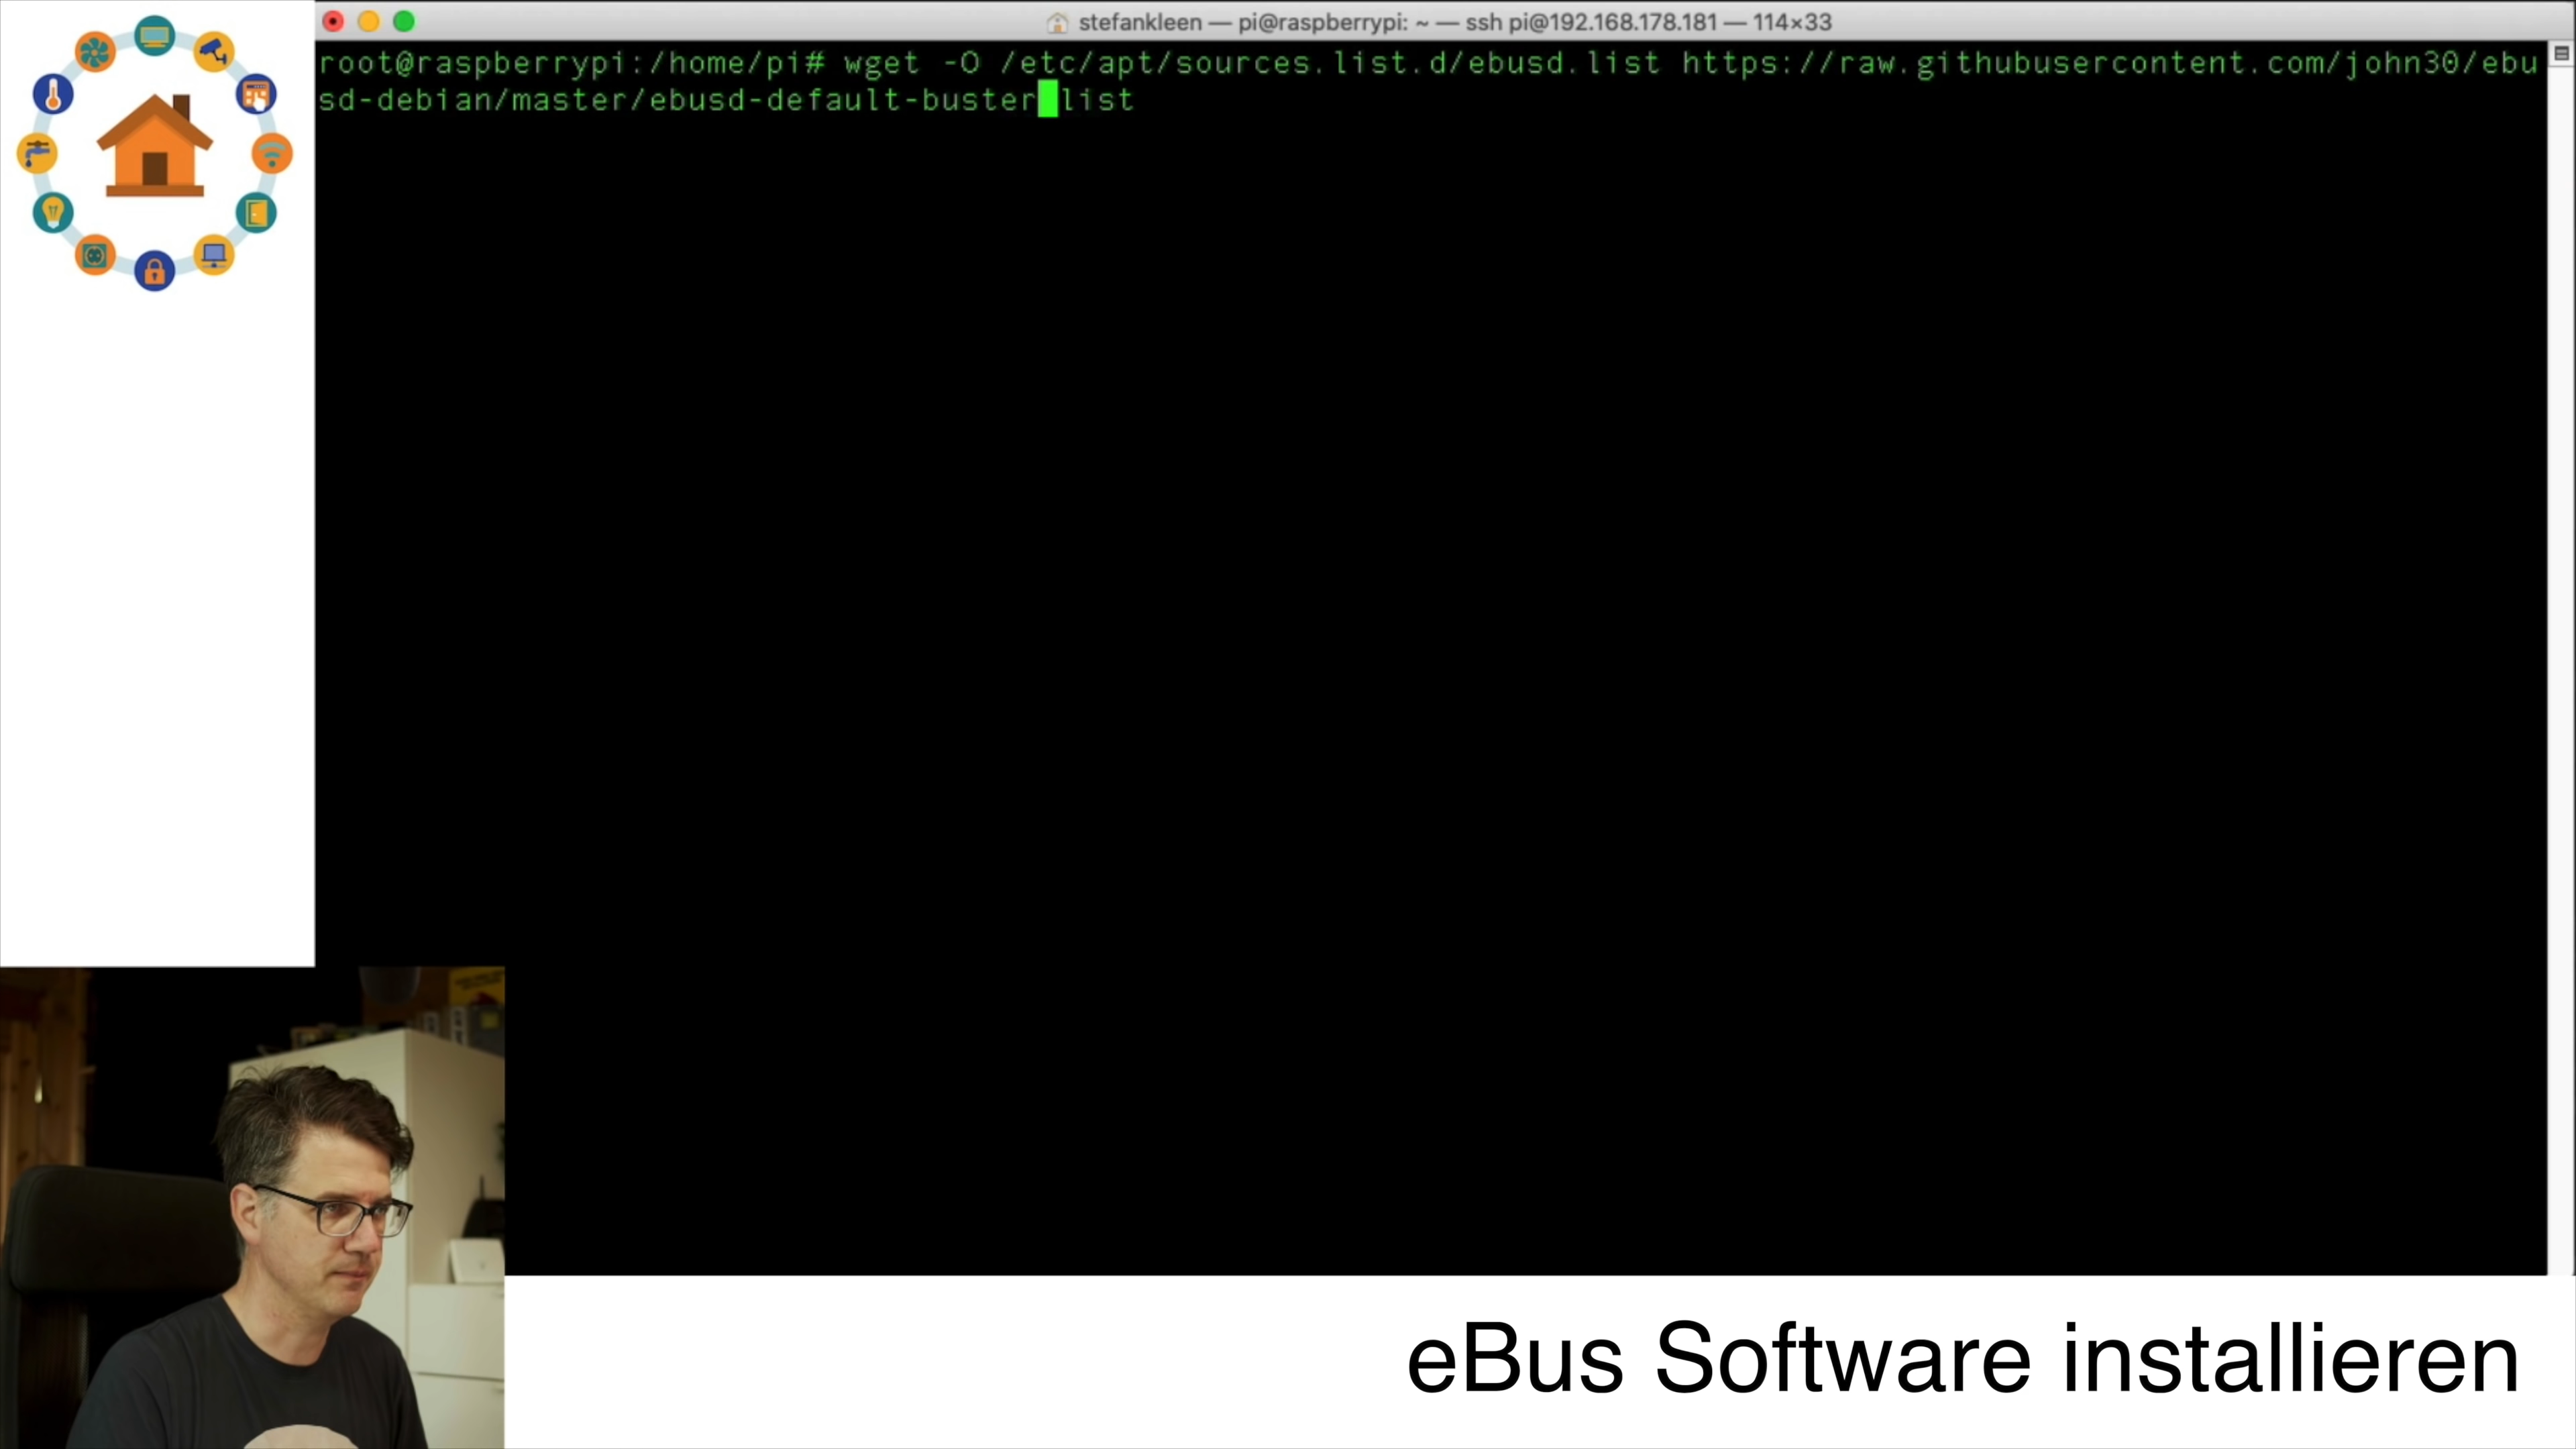 stefankleen — pi@raspberrypi: ~ — ssh pi@192.168.178.181 — 114×33
root@raspberrypi:/home/pi# wget -O /etc/apt/sources.list.d/ebusd.list https://raw.githubusercontent.com/john30/ebu
sd-debian/master/ebusd-default-buster list
eBus Software installieren